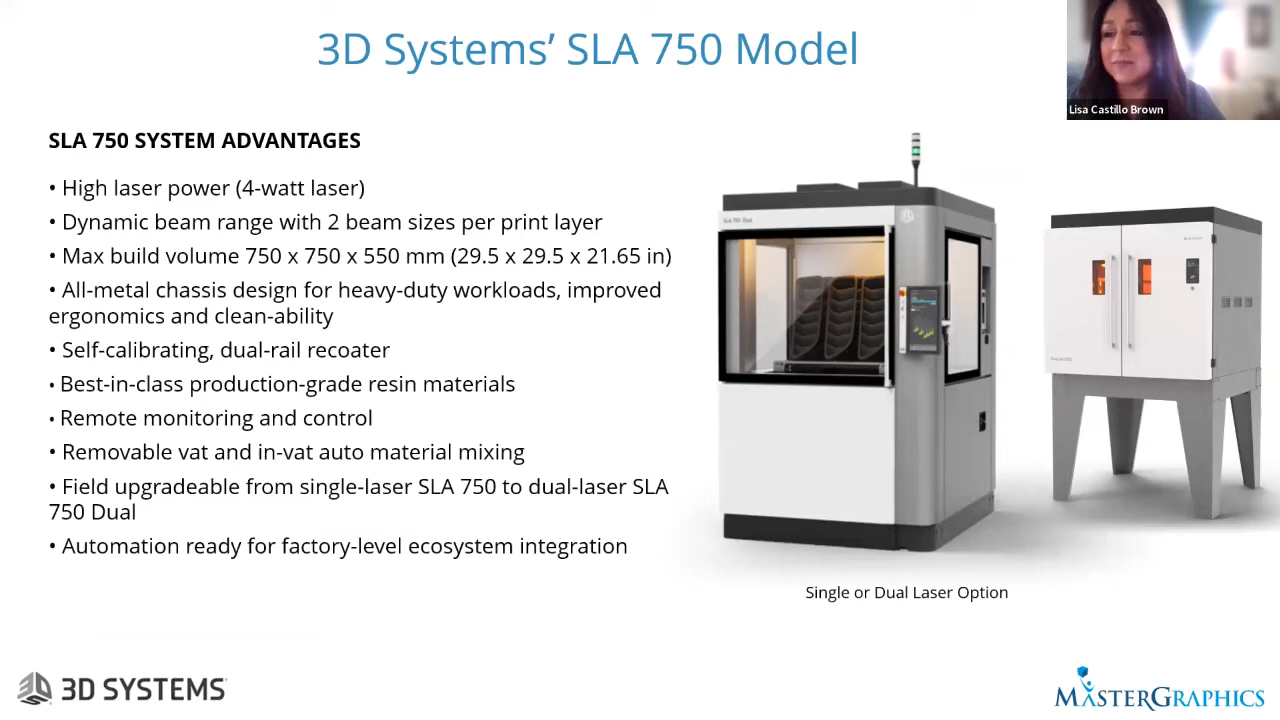 3D Systems’ SLA 750 Model
Lisa Castillo Brown
SLA 750 SYSTEM ADVANTAGES
• High laser power (4-watt laser)
• Dynamic beam range with 2 beam sizes per print layer
• Max build volume 750 x 750 x 550 mm (29.5 x 29.5 x 21.65 in)
• All-metal chassis design for heavy-duty workloads, improved
ergonomics and clean-ability
• Self-calibrating, dual-rail recoater
• Best-in-class production-grade resin materials
• Remote monitoring and control
• Removable vat and in-vat auto material mixing
• Field upgradeable from single-laser SLA 750 to dual-laser SLA
750 Dual
• Automation ready for factory-level ecosystem integration
SLA 750 Dual
Single or Dual Laser Option
3D SYSTEMS
MASTERGRAPHICS